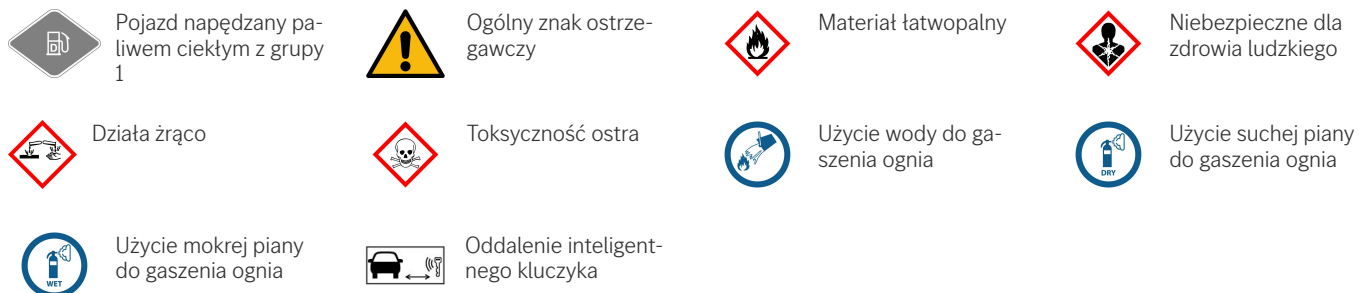 Pojazd napędzany pa-
liwem ciekłym z grupy
1
Ogólny znak ostrze-
gawczy
Materiał łatwopalny
Niebezpieczne dla
zdrowia ludzkiego
Działa żrąco
Toksyczność ostra
Użycie wody do ga-
szenia ognia
DRY
Użycie suchej piany
do gaszenia ognia
WET
Użycie mokrej piany
do gaszenia ognia
Oddalenie inteligent-
nego kluczyka